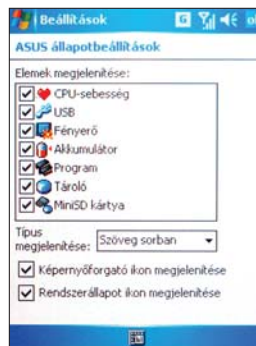 Beállítások
ok
ASUS állapotbeállítások
Elemek megjelenítése:
CPU-sebesség
USB
Fényerő
Akkumulátor
Program
Tároló
MiniSD kártya
Típus
megjelenítése:
Szöveg sorban
Képernyőforgató ikon megjelenítése
Rendszerállapot ikon megjelenítése